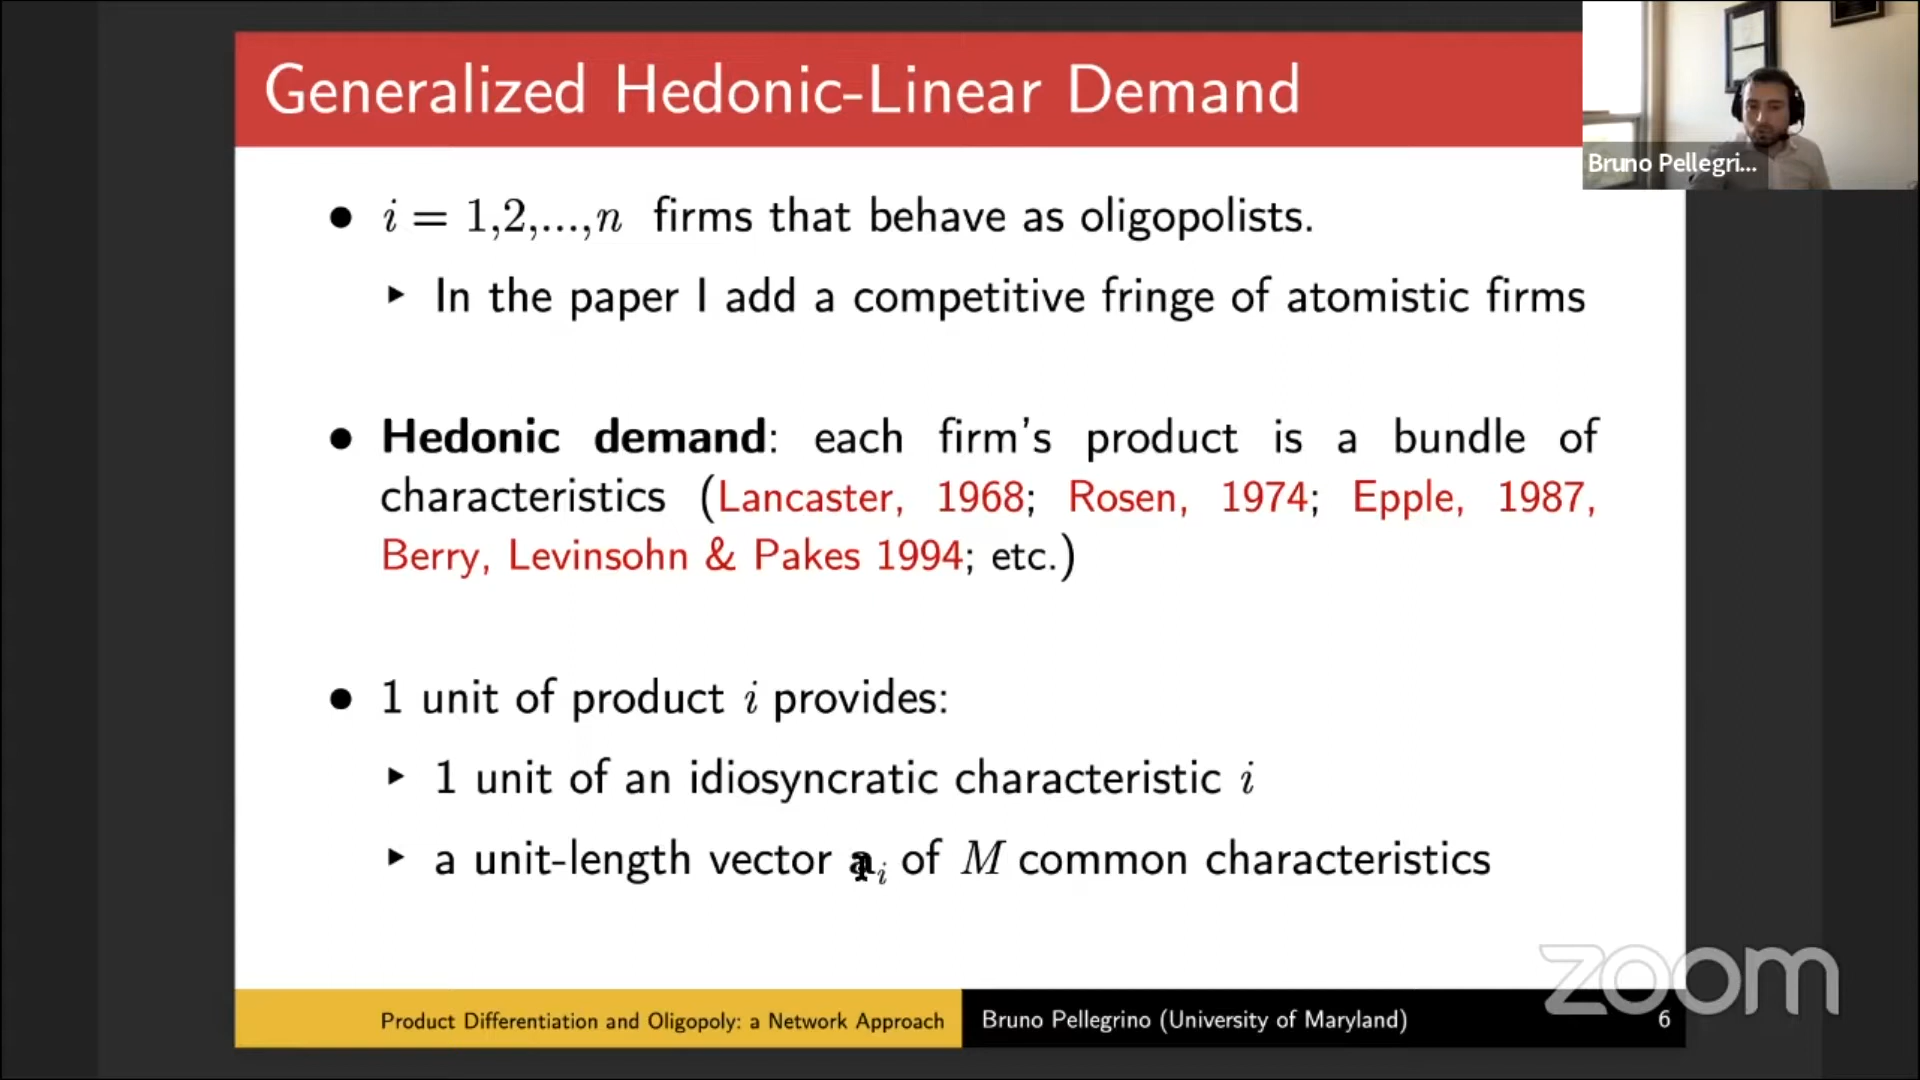 Generalized Hedonic-Linear Demand
Bruno Pellegri...
● i = 1,2,...,n firms that behave as oligopolists.
▸ In the paper I add a competitive fringe of atomistic firms
● Hedonic demand: each firm's product is a bundle of
characteristics (Lancaster, 1968; Rosen, 1974; Epple, 1987,
Berry, Levinsohn & Pakes 1994; etc.)
● 1 unit of product i provides:
▸ 1 unit of an idiosyncratic characteristic i
▸ a unit-length vector aᵢ of M common characteristics
zoom
Product Differentiation and Oligopoly: a Network Approach
Bruno Pellegrino (University of Maryland)
6